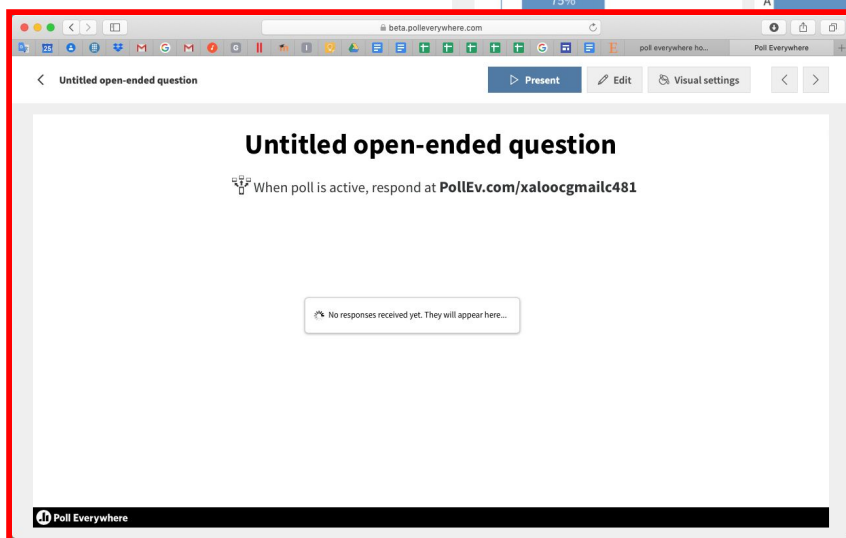 75%
A
beta.polleverywhere.com
25
poll everywhere ho...
Poll Everywhere
Untitled open-ended question
Present
Edit
Visual settings
Untitled open-ended question
When poll is active, respond at PollEv.com/xaloocgmailc481
No responses received yet. They will appear here...
Poll Everywhere